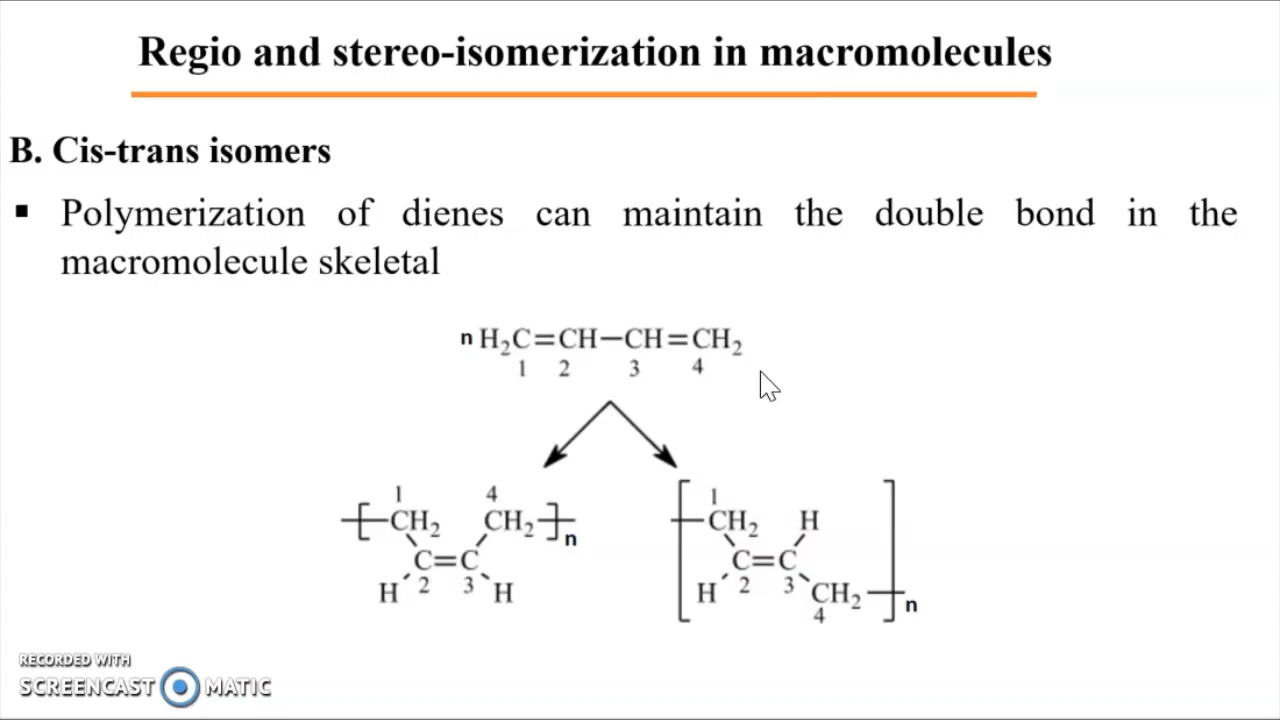 Regio and stereo-isomerization in macromolecules
B. Cis-trans isomers
▪ Polymerization of dienes can maintain the double bond in the
macromolecule skeletal
n H₂C=CH—CH=CH₂
1 2 3 4
1 4
CH₂ CH₂ n
C=C
H 2 3 H
1
CH₂ H
C=C
H 2 3 CH₂ n
4
RECORDED WITH
SCREENCAST MATIC